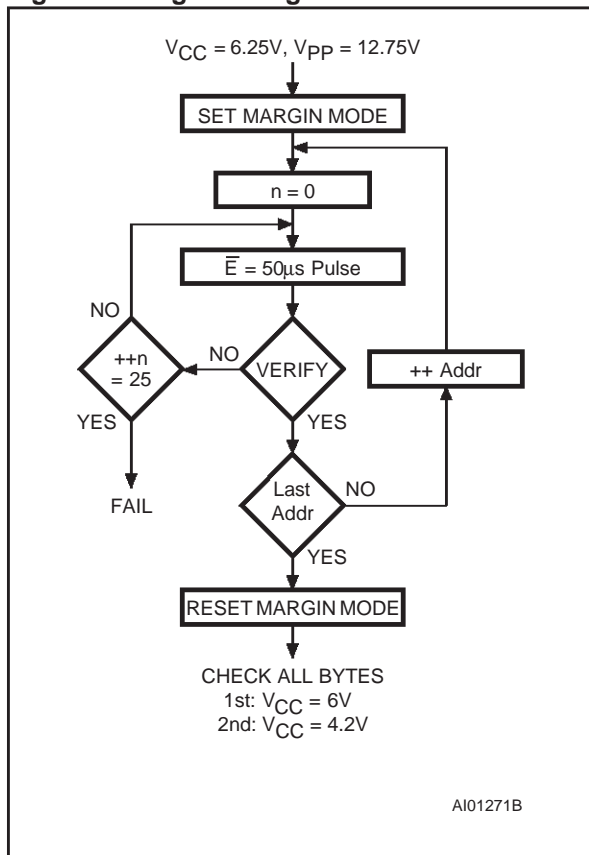 VCC = 6.25V, VPP = 12.75V
SET MARGIN MODE
n = 0
E̅ = 50μs Pulse
NO
++n
= 25
NO
VERIFY
++ Addr
YES
YES
FAIL
Last
Addr
NO
YES
RESET MARGIN MODE
CHECK ALL BYTES
1st: VCC = 6V
2nd: VCC = 4.2V
AI01271B